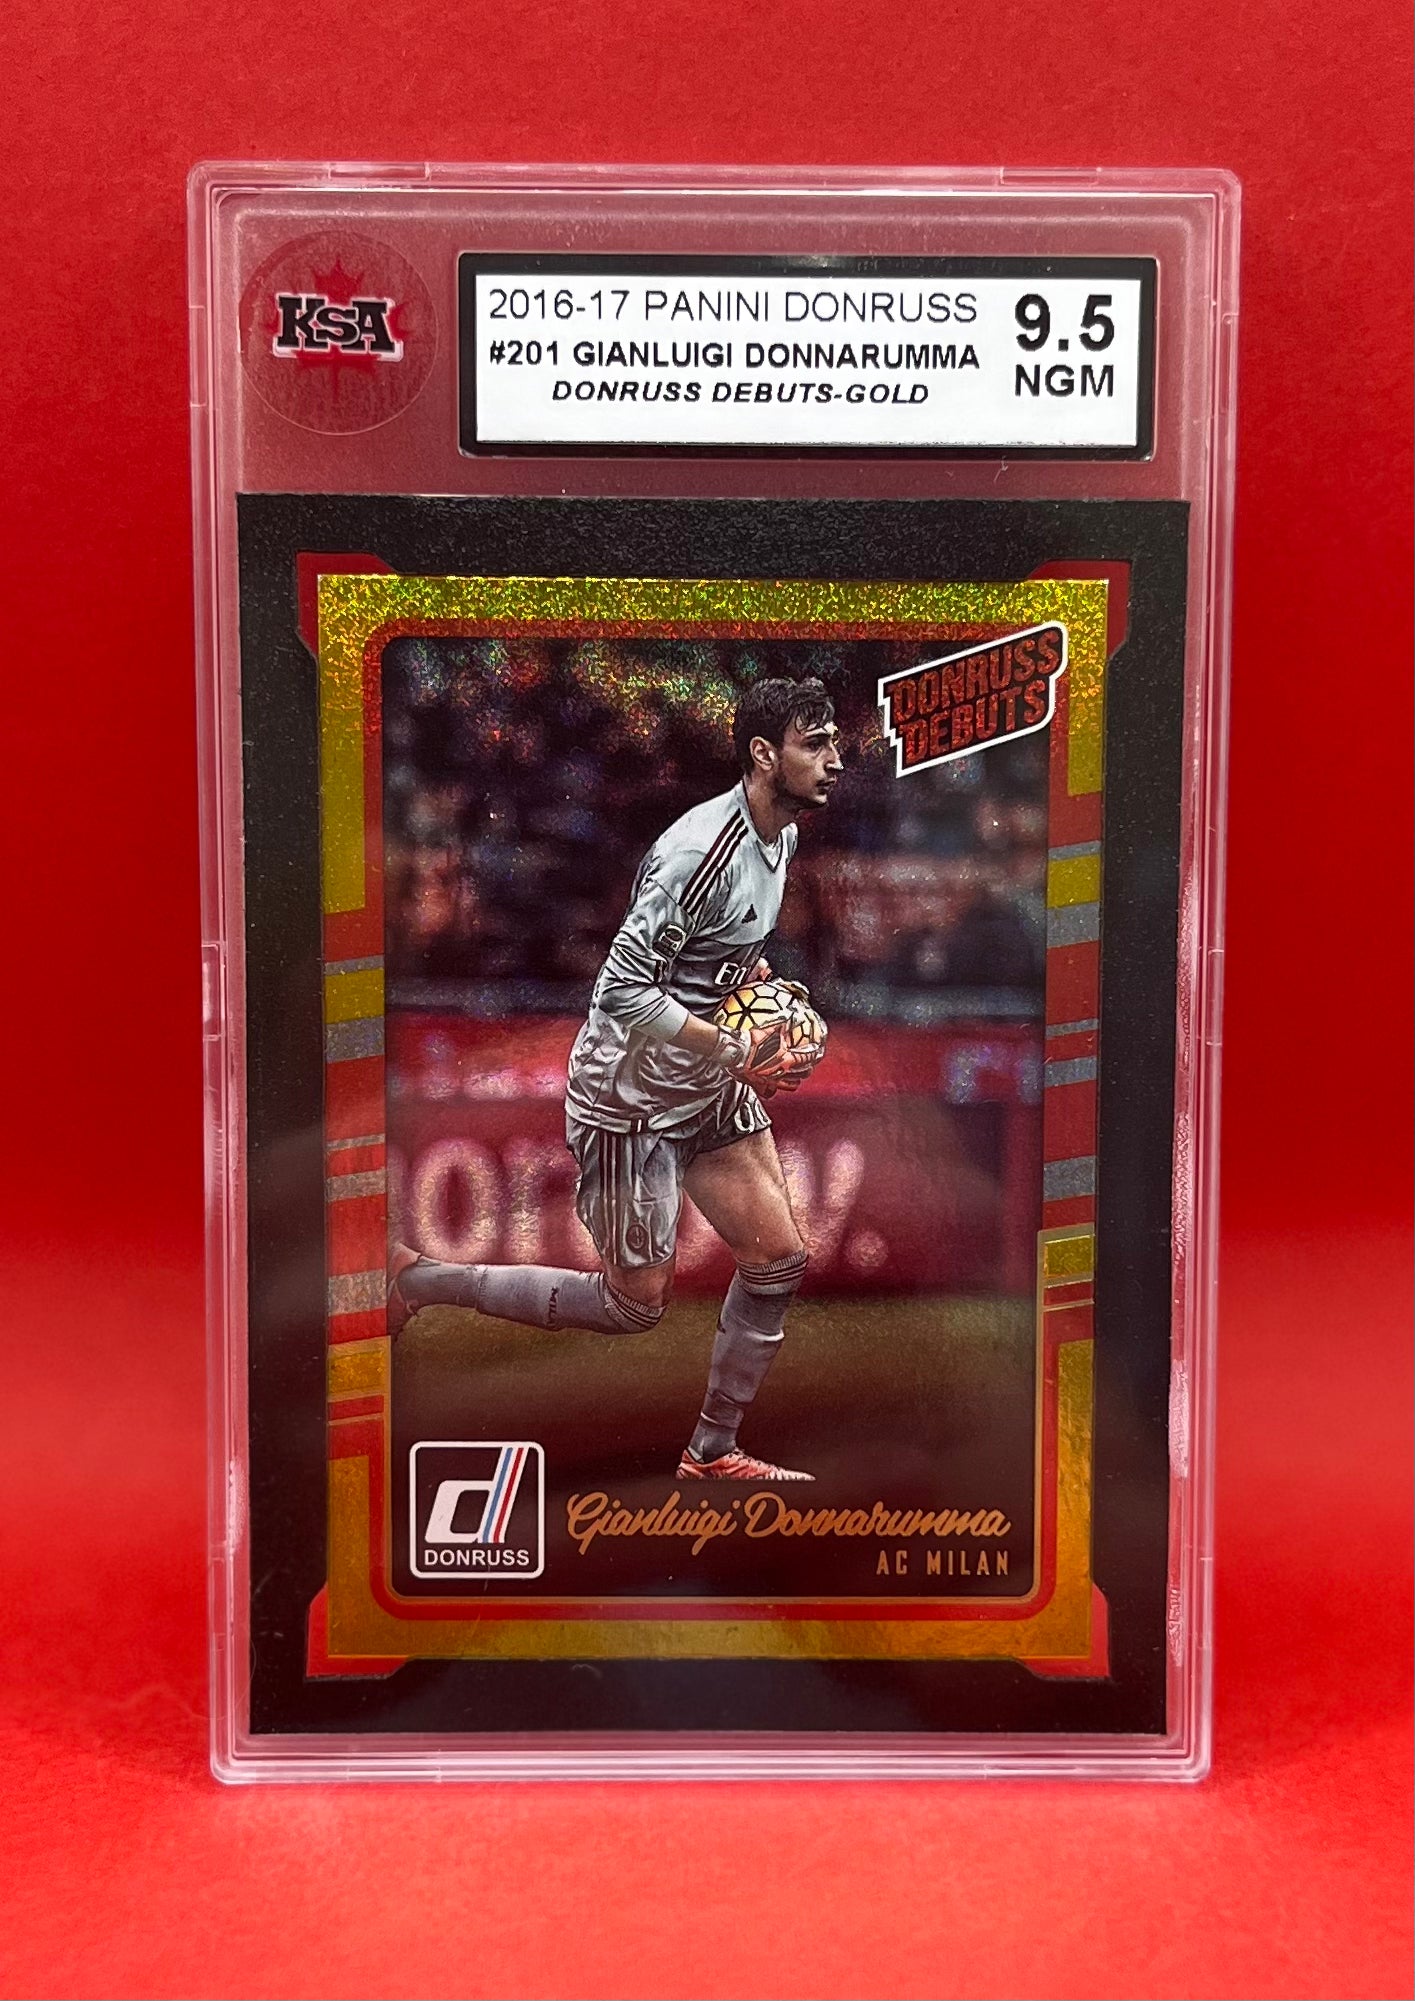 KSA
2016-17 PANINI DONRUSS
#201 GIANLUIGI DONNARUMMA
DONRUSS DEBUTS-GOLD
9.5
NGM
DONRUSS
DEBUTS
d
DONRUSS
Gianluigi Donnarumma
AC MILAN